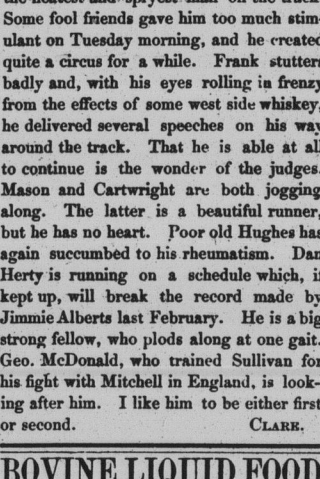 Some fool friends gave him too much stim-
ulant on Tuesday morning, and he created
quite a circus for a while. Frank stutters
badly and, with his eyes rolling in frenzy
from the effects of some west side whiskey,
he delivered several speeches on his way
around the track. That he is able at all
to continue is the wonder of the judges.
Mason and Cartwright are both jogging
along. The latter is a beautiful runner,
but he has no heart. Poor old Hughes has
again succumbed to his rheumatism. Dan
Herty is running on a schedule which, if
kept up, will break the record made by
Jimmie Alberts last February. He is a big
strong fellow, who plods along at one gait.
Geo. McDonald, who trained Sullivan for
his fight with Mitchell in England, is look-
ing after him. I like him to be either first
or second. CLARK.
BOVINE LIQUID FOOD